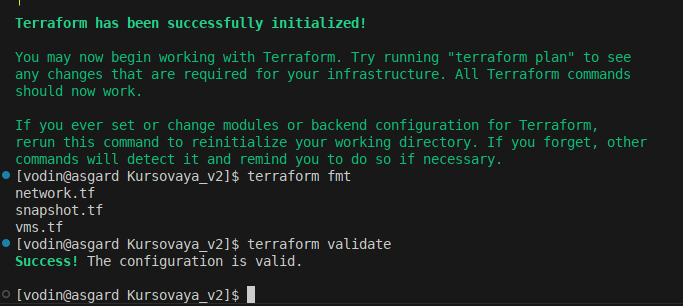 Terraform has been successfully initialized!
You may now begin working with Terraform. Try running "terraform plan" to see
any changes that are required for your infrastructure. All Terraform commands
should now work.
If you ever set or change modules or backend configuration for Terraform,
rerun this command to reinitialize your working directory. If you forget, other
commands will detect it and remind you to do so if necessary.
[vodin@asgard Kursovaya_v2]$ terraform fmt
network.tf
snapshot.tf
vms.tf
[vodin@asgard Kursovaya_v2]$ terraform validate
Success! The configuration is valid.
[vodin@asgard Kursovaya_v2]$